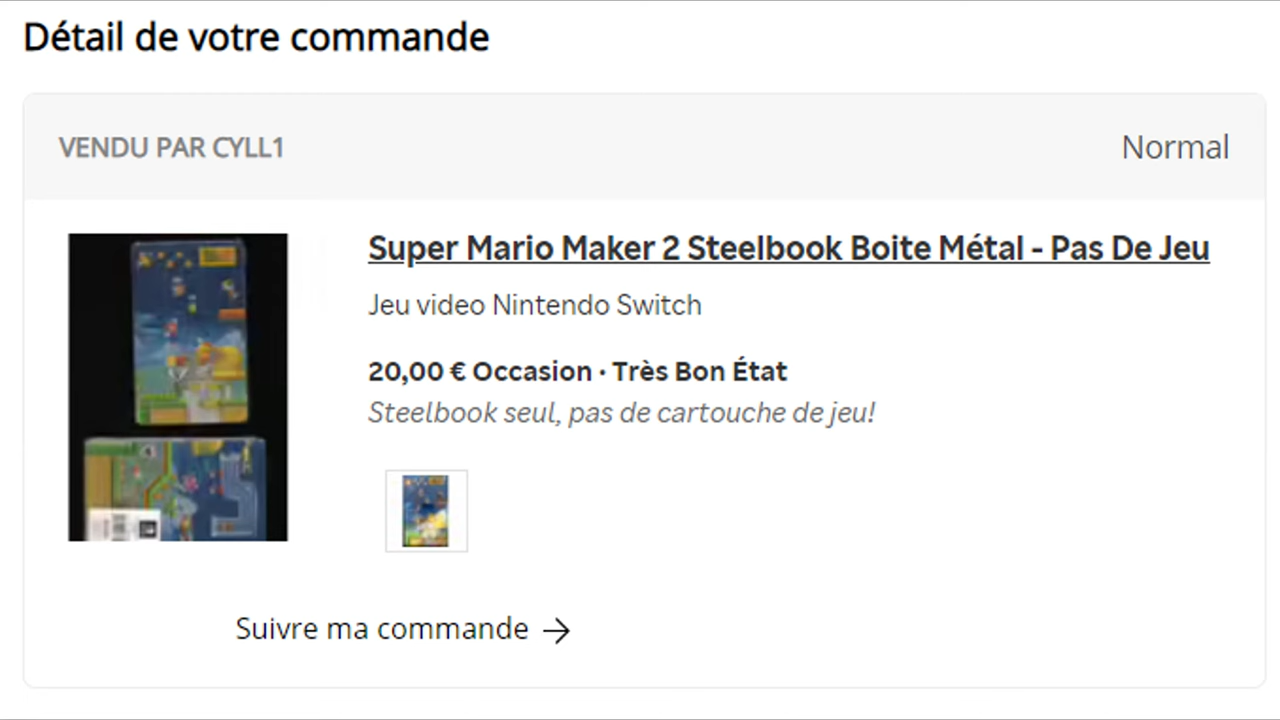 Détail de votre commande
VENDU PAR CYLL1
Normal
Super Mario Maker 2 Steelbook Boite Métal - Pas De Jeu
Jeu video Nintendo Switch
20,00 € Occasion · Très Bon État
Steelbook seul, pas de cartouche de jeu!
Suivre ma commande →